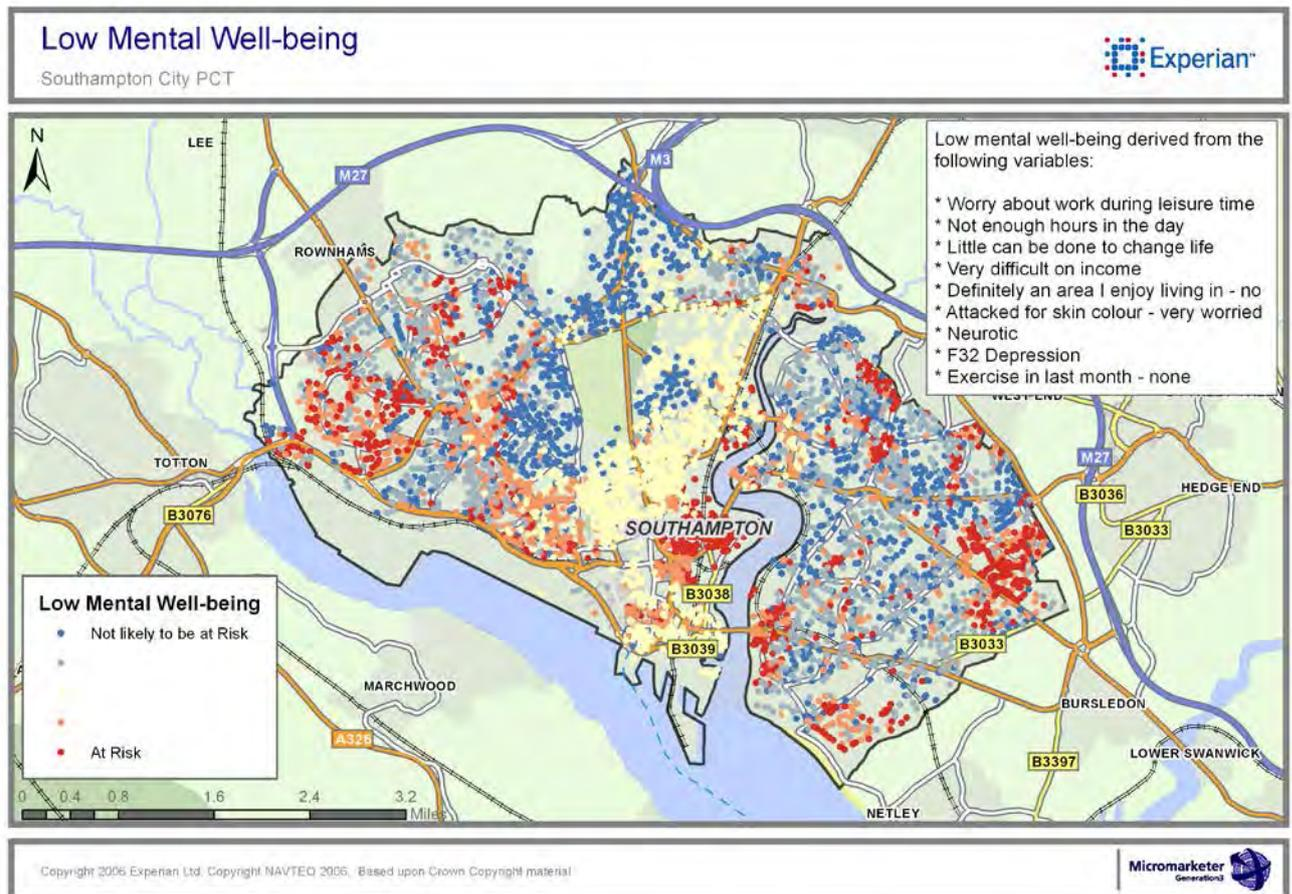 Low Mental Well-being
Southampton City PCT
Experian™
N
LEE
M27
M3
ROWNHAMS
Low mental well-being derived from the
following variables:
* Worry about work during leisure time
* Not enough hours in the day
* Little can be done to change life
* Very difficult on income
* Definitely an area I enjoy living in - no
* Attacked for skin colour - very worried
* Neurotic
* F32 Depression
* Exercise in last month - none
M27
TOTTON
B3076
B3036
HEDGE END
B3033
SOUTHAMPTON
B3038
B3039
B3033
Low Mental Well-being
Not likely to be at Risk
At Risk
MARCHWOOD
A326
BURSLEDON
LOWER SWANWICK
B3397
NETLEY
0 0.4 0.8 1.6 2.4 3.2
Miles
Copyright 2006 Experian Ltd. Copyright NAVTEQ 2006. Based upon Crown Copyright material
Micromarketer
Generation3